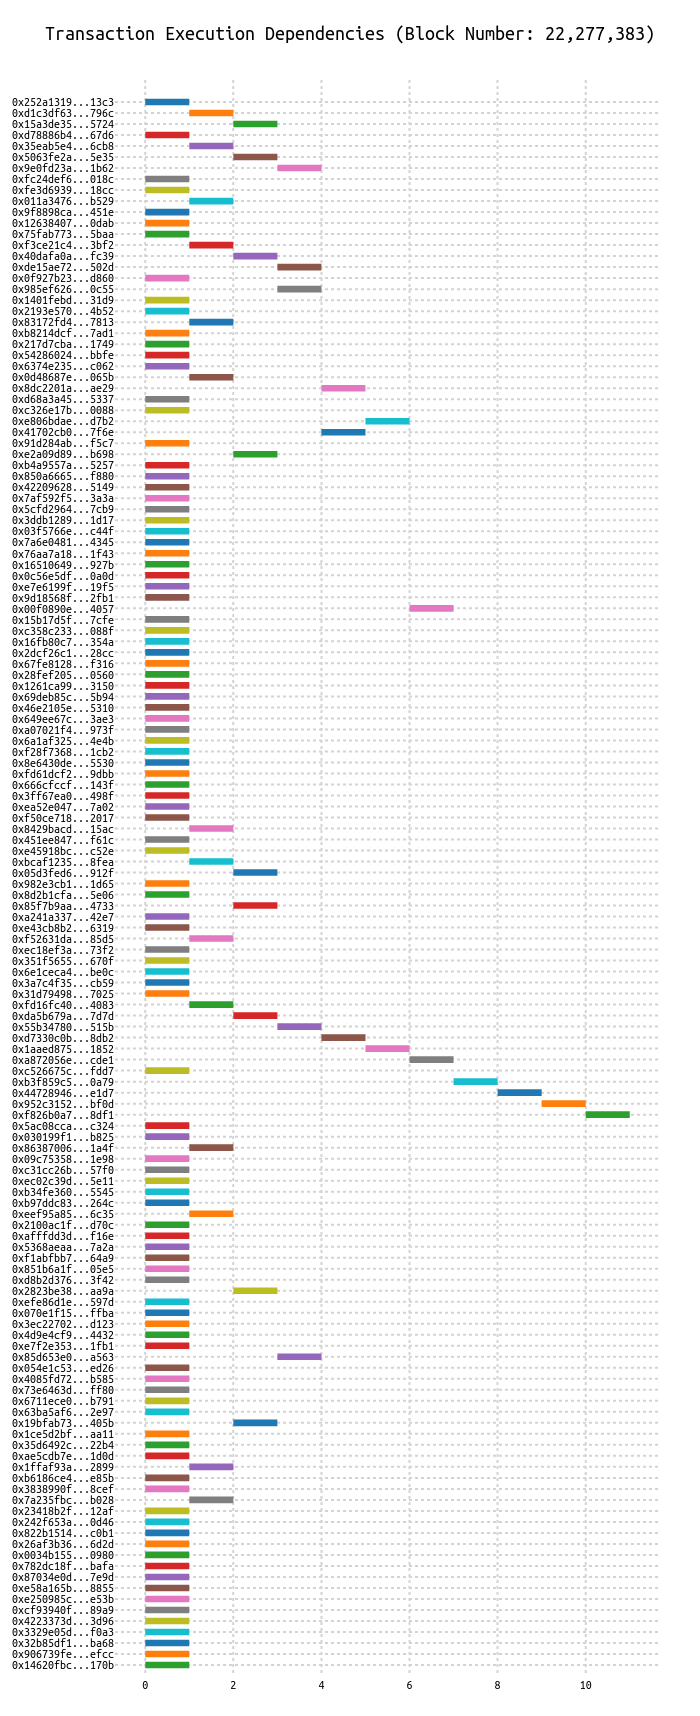 Transaction Execution Dependencies (Block Number: 22,277,383)
0x252a1319...13c3
0xd1c3df63...796c
0x15a3de35...5724
0xd78886b4...67d6
0x35eab5e4...6cb8
0x5063fe2a...5e35
0x9e0fd23a...1b62
0xfc24def6...018c
0xfe3d6939...18cc
0x011a3476...b529
0x9f8898ca...451e
0x12638407...0dab
0x75fab773...5baa
0xf3ce21c4...3bf2
0x40dafa0a...fc39
0xde15ae72...502d
0x0f927b23...d860
0x985ef626...0c55
0x1401febd...31d9
0x2193e570...4b52
0x83172fd4...7813
0xb8214dcf...7ad1
0x217d7cba...1749
0x54286024...bbfe
0x6374e235...c062
0x0d48687e...065b
0x8dc2201a...ae29
0xd68a3a45...5337
0xc326e17b...0088
0xe806bdae...d7b2
0x41702cb0...7f6e
0x91d284ab...f5c7
0xe2a09d89...b698
0xb4a9557a...5257
0x850a6665...f880
0x42209628...5149
0x7af592f5...3a3a
0x5cfd2964...7cb9
0x3ddb1289...1d17
0x03f5766e...c44f
0x7a6e0481...4345
0x76aa7a18...1f43
0x16510649...927b
0x0c56e5df...0a0d
0xe7e6199f...19f5
0x9d18568f...2fb1
0x00f0890e...4057
0x15b17d5f...7cfe
0xc358c233...088f
0x16fb80c7...354a
0x2dcf26c1...28cc
0x67fe8128...f316
0x28fef205...0560
0x1261ca99...3150
0x69deb85c...5b94
0x46e2105e...5310
0x649ee67c...3ae3
0xa07021f4...973f
0x6a1af325...4e4b
0xf28f7368...1cb2
0x8e6430de...5530
0xfd61dcf2...9dbb
0x666cfccf...143f
0x3ff67ea0...498f
0xea52e047...7a02
0xf50ce718...2017
0x8429bacd...15ac
0x451ee847...f61c
0xe45918bc...c52e
0xbcaf1235...8fea
0x05d3fed6...912f
0x982e3cb1...1d65
0x8d2b1cfa...5e06
0x85f7b9aa...4733
0xa241a337...42e7
0xe43cb8b2...6319
0xf52631da...85d5
0xec18ef3a...73f2
0x351f5655...670f
0x6e1ceca4...be0c
0x3a7c4f35...cb59
0x31d79498...7025
0xfd16fc40...4083
0xda5b679a...7d7d
0x55b34780...515b
0xd7330c0b...8db2
0x1aaed875...1852
0xa872056e...cde1
0xc526675c...fdd7
0xb3f859c5...0a79
0x44728946...e1d7
0x952c3152...bf0d
0xf826b0a7...8df1
0x5ac08cca...c324
0x030199f1...b825
0x86387006...1a4f
0x09c75358...1e98
0xc31cc26b...57f0
0xec02c39d...5e11
0xb34fe360...5545
0xb97ddc83...264c
0xeef95a85...6c35
0x2100ac1f...d70c
0xafffdd3d...f16e
0x5368aeaa...7a2a
0xf1abfbb7...64a9
0x851b6a1f...05e5
0xd8b2d376...3f42
0x2823be38...aa9a
0xefe86d1e...597d
0x070e1f15...ffba
0x3ec22702...d123
0x4d9e4cf9...4432
0xe7f2e353...1fb1
0x85d653e0...a563
0x054e1c53...ed26
0x4085fd72...b585
0x73e6463d...ff80
0x6711ece0...b791
0x63ba5af6...2e97
0x19bfab73...405b
0x1ce5d2bf...aa11
0x35d6492c...22b4
0xae5cdb7e...1d0d
0x1ffaf93a...2899
0xb6186ce4...e85b
0x3838990f...8cef
0x7a235fbc...b028
0x23418b2f...12af
0x242f653a...0d46
0x822b1514...c0b1
0x26af3b36...6d2d
0x0034b155...0980
0x782dc18f...bafa
0x87034e0d...7e9d
0xe58a165b...8855
0xe250985c...e53b
0xcf93940f...89a9
0x4223373d...3d96
0x3329e05d...f0a3
0x32b85df1...ba68
0x906739fe...efcc
0x14620fbc...170b
0 2 4 6 8 10